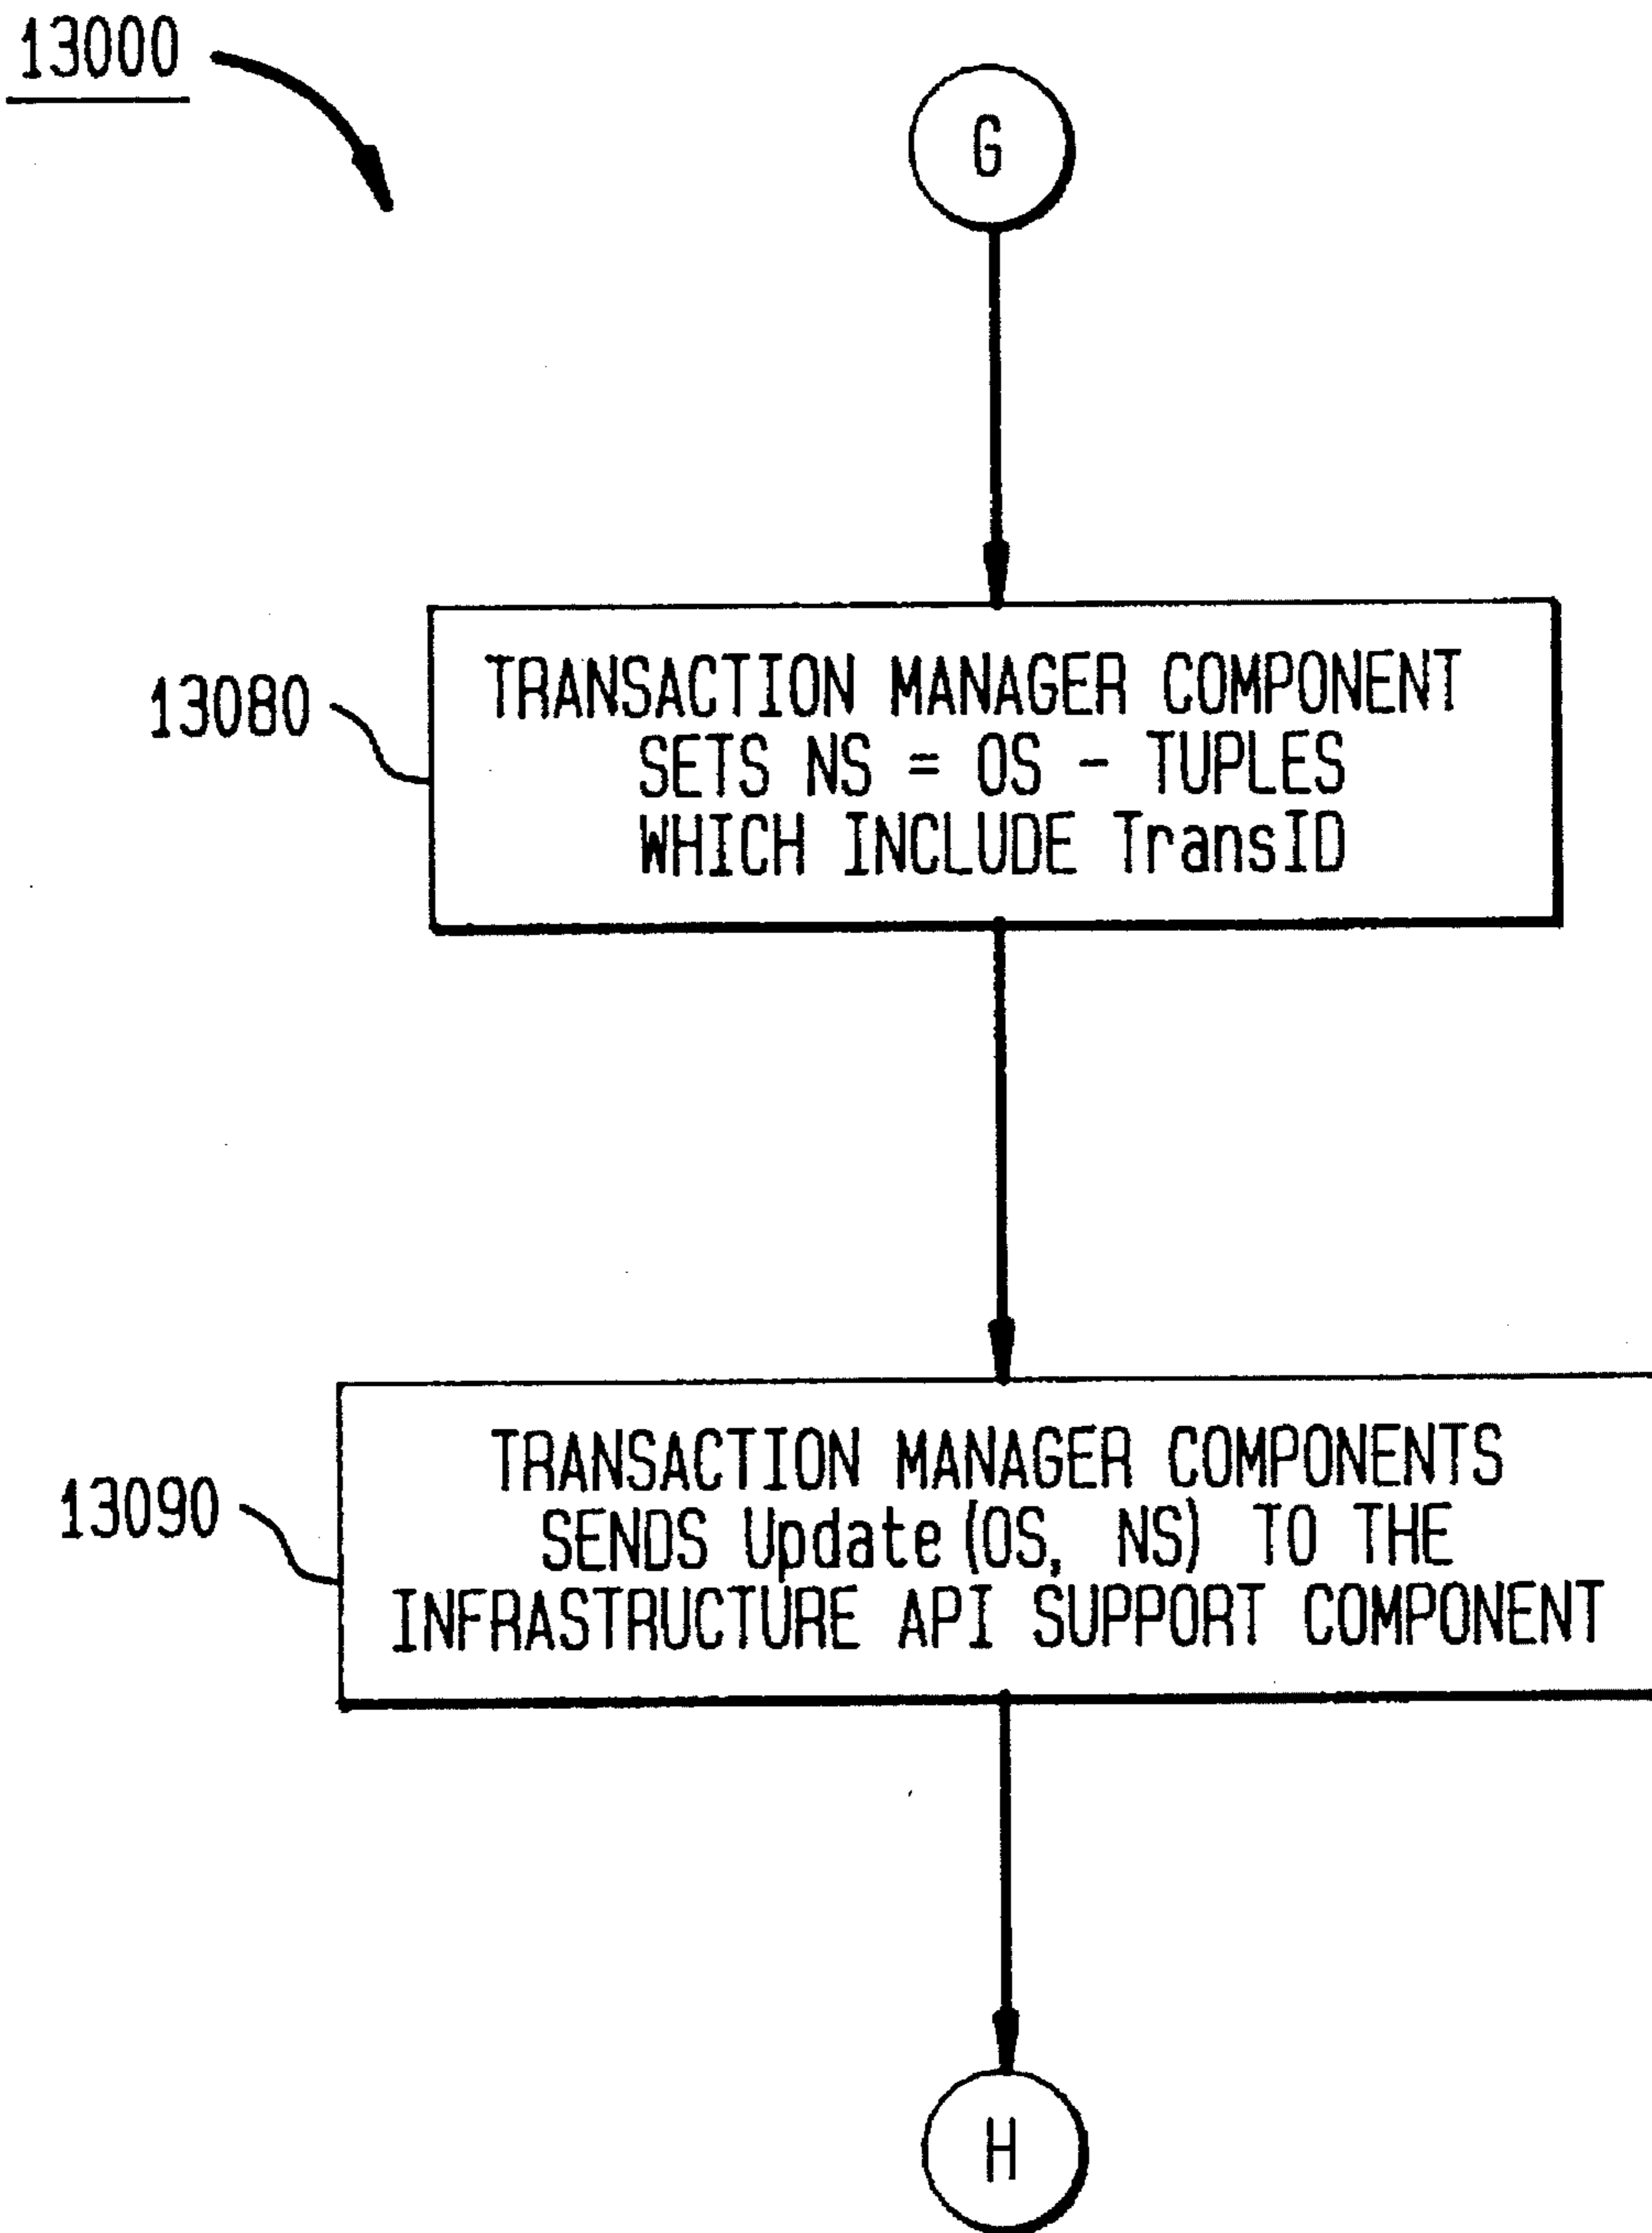 13000
G
13080
TRANSACTION MANAGER COMPONENT
SETS NS = OS - TUPLES
WHICH INCLUDE TransID
13090
TRANSACTION MANAGER COMPONENTS
SENDS Update (OS, NS) TO THE
INFRASTRUCTURE API SUPPORT COMPONENT
H